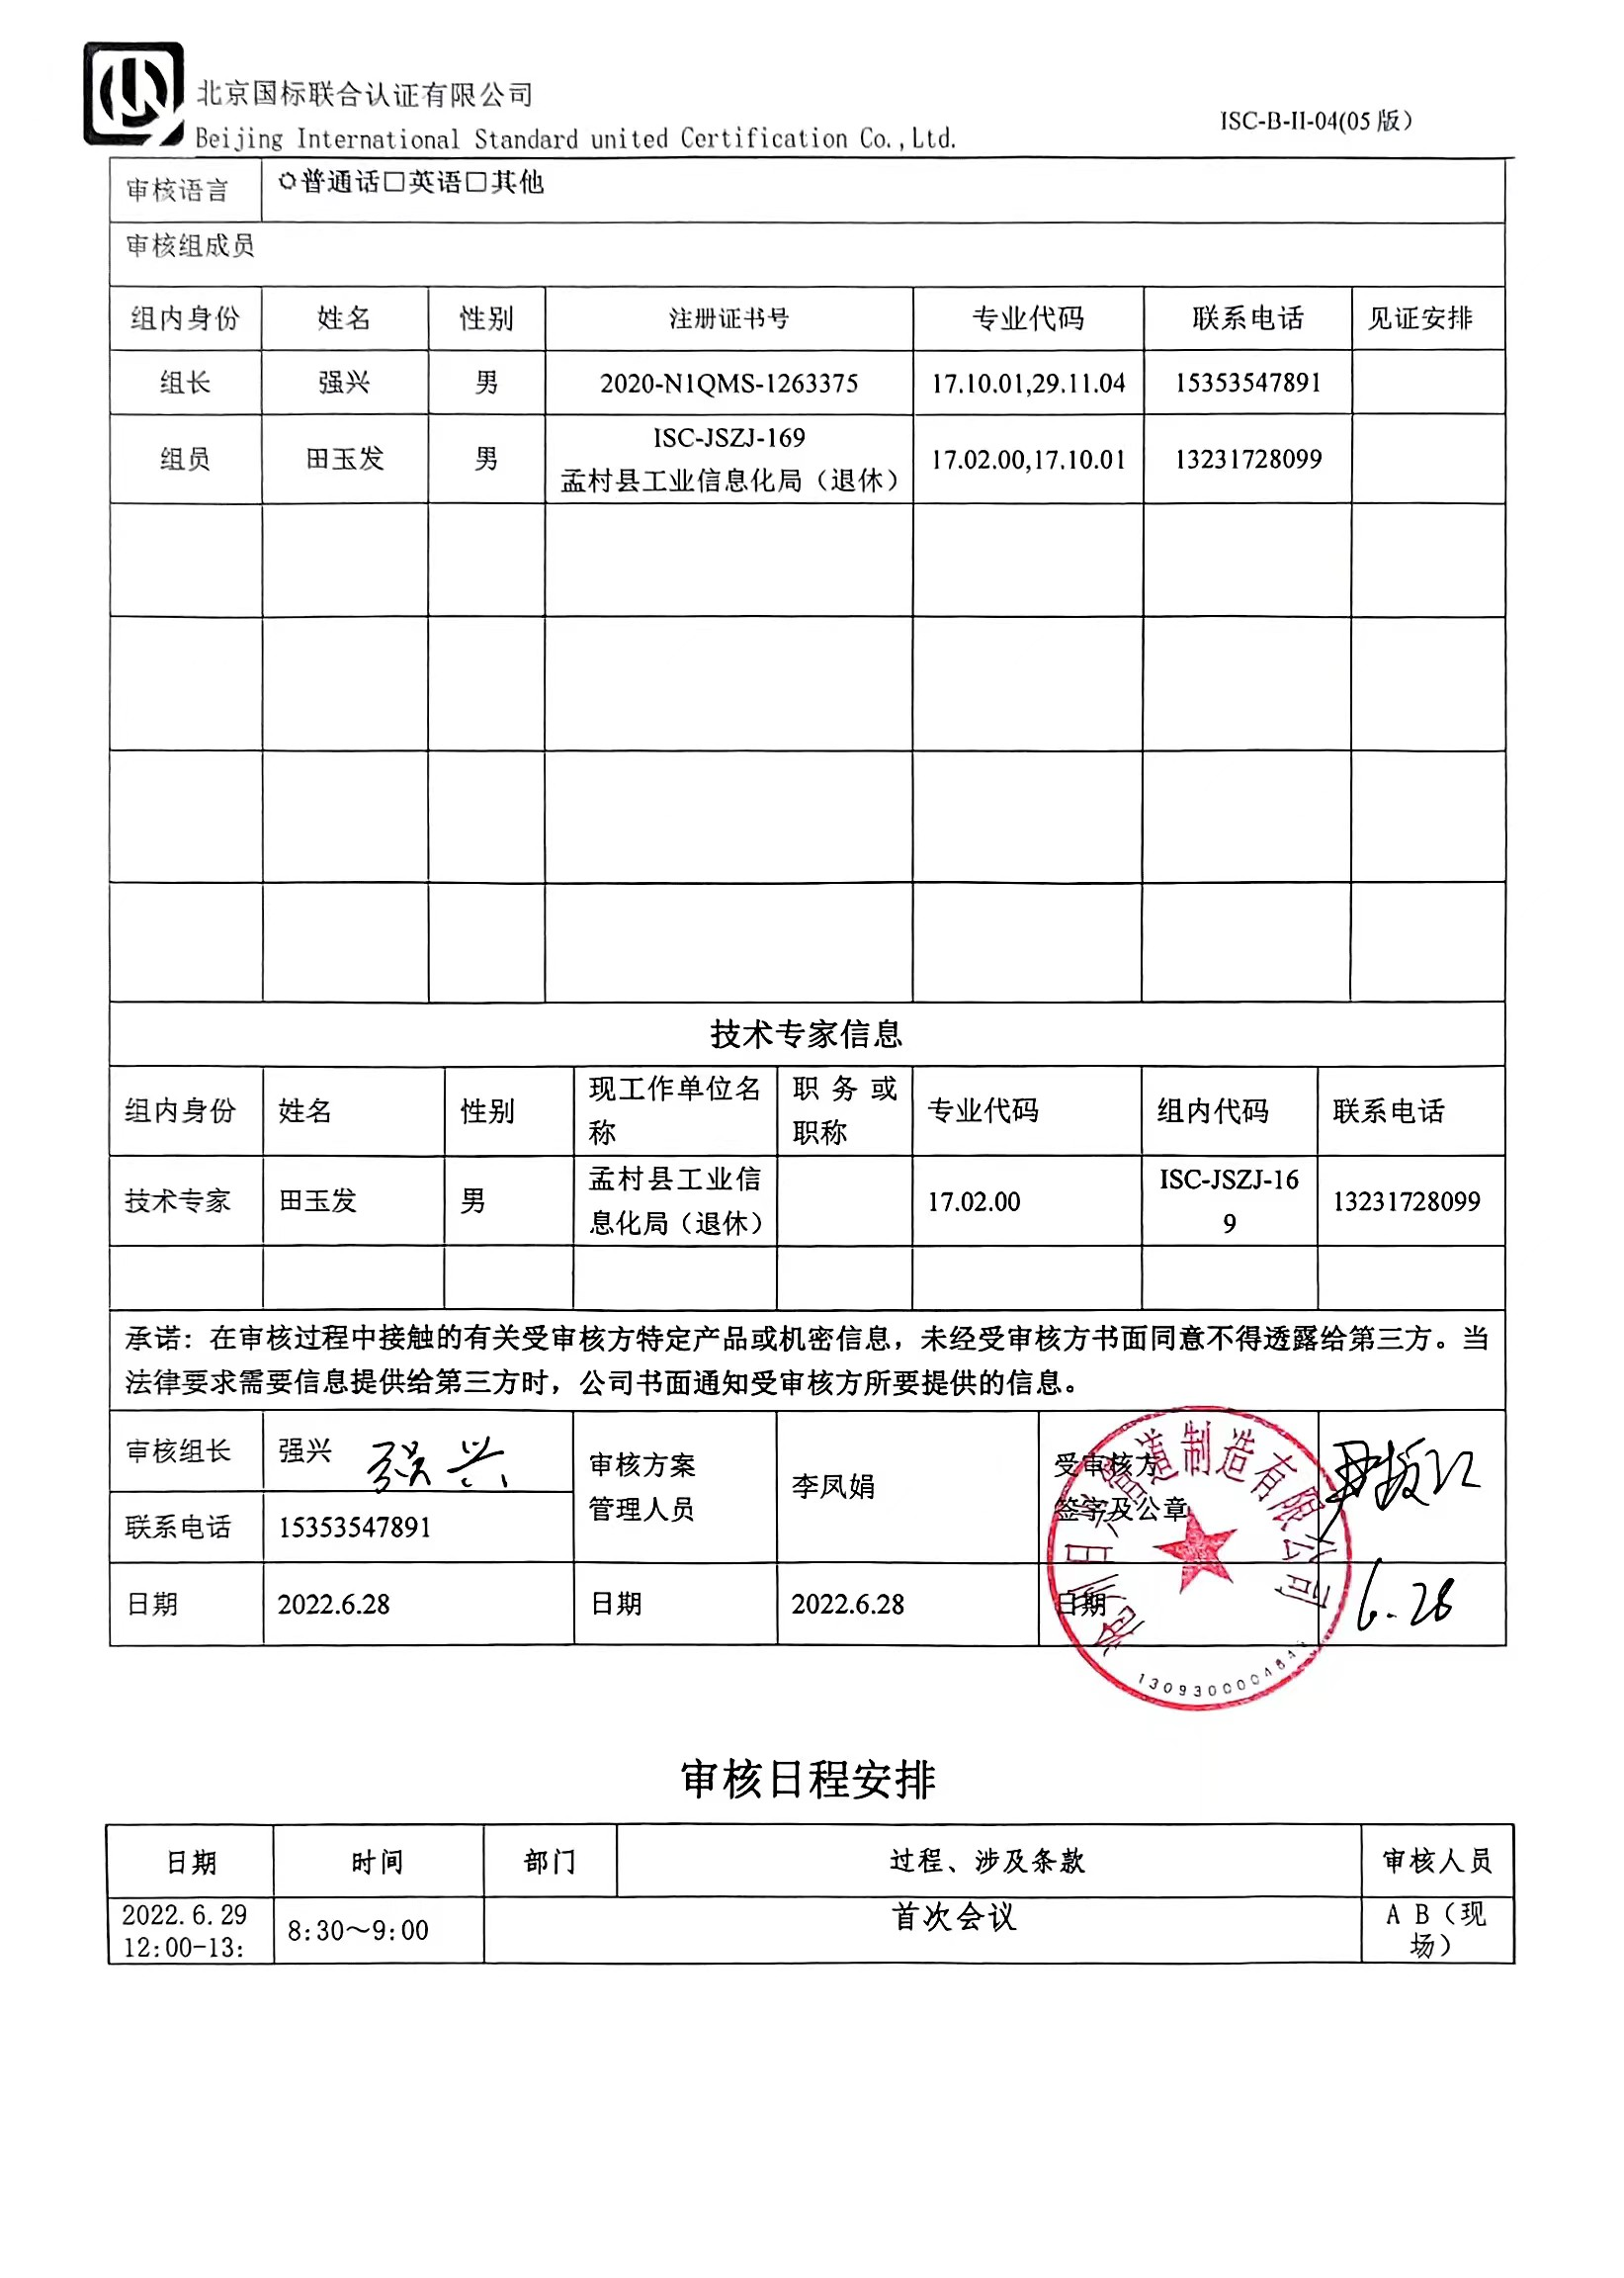 北京国标联合认证有限公司
Beijing International Standard united Certification Co.,Ltd.
ISC-B-II-04(05 版)
审核语言 ✡普通话□英语□其他
审核组成员
组内身份 姓名 性别 注册证书号 专业代码 联系电话 见证安排
组长 强兴 男 2020-N1QMS-1263375 17.10.01,29.11.04 15353547891
组员 田玉发 男 ISC-JSZJ-169 17.02.00,17.10.01 13231728099
孟村县工业信息化局（退休）
技术专家信息
组内身份 姓名 性别 现工作单位名 职务或 专业代码 组内代码 联系电话
称 职称
技术专家 田玉发 男 孟村县工业信 17.02.00 ISC-JSZJ-16 13231728099
息化局（退休） 9
承诺：在审核过程中接触的有关受审核方特定产品或机密信息，未经受审核方书面同意不得透露给第三方。当
法律要求需要信息提供给第三方时，公司书面通知受审核方所要提供的信息。
审核组长 强兴 强兴 审核方案 李凤娟 受审核方
管理人员 签字及公章
联系电话 15353547891
日期 2022.6.28 日期 2022.6.28 日期 6.28
管道制造有限公司
审核日程安排
日期 时间 部门 过程、涉及条款 审核人员
2022.6.29 8:30～9:00 首次会议 A B（现
12:00-13: 场）